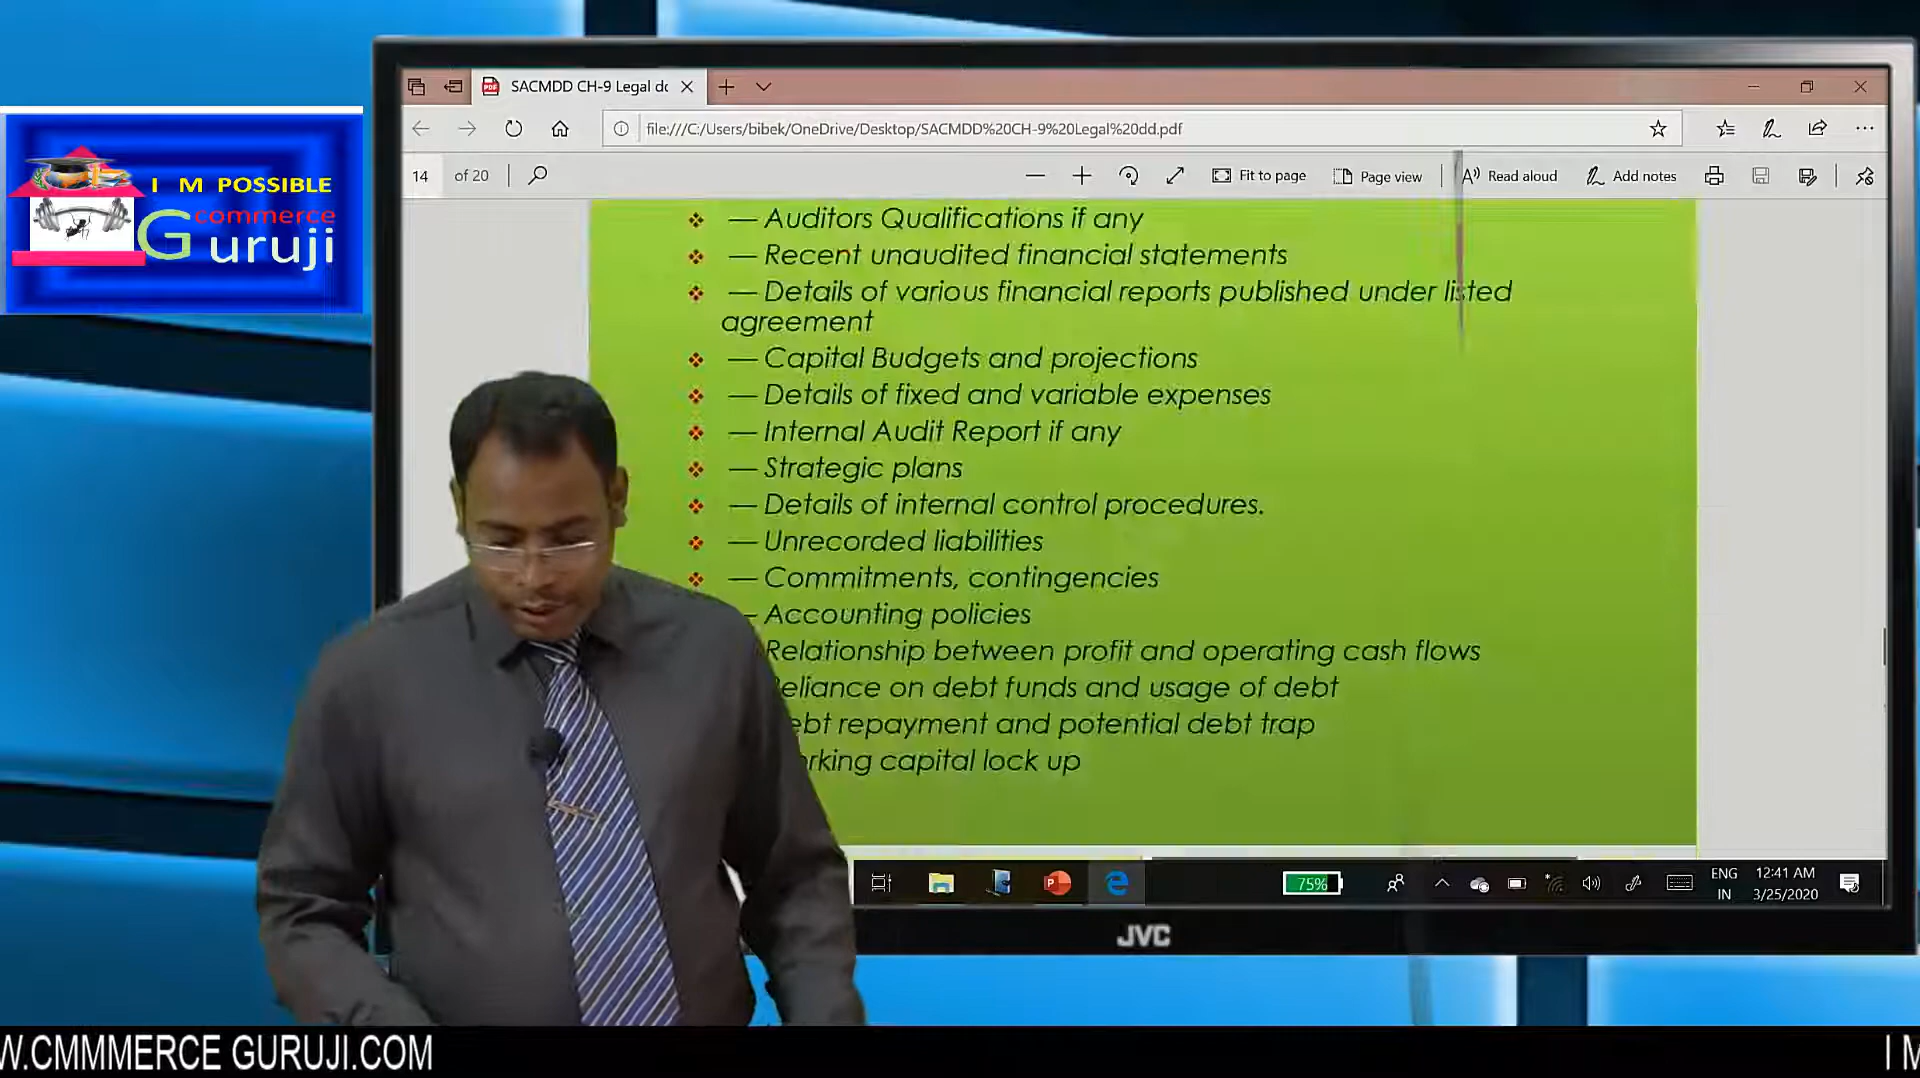 SACMDD CH-9 Legal dd
file:///C:/Users/bibek/OneDrive/Desktop/SACMDD%20CH-9%20Legal%20dd.pdf
14 of 20
Fit to page
Page view
Read aloud
Add notes
I M POSSIBLE
commerce
Guruji
— Auditors Qualifications if any
— Recent unaudited financial statements
— Details of various financial reports published under listed
agreement
— Capital Budgets and projections
— Details of fixed and variable expenses
— Internal Audit Report if any
— Strategic plans
— Details of internal control procedures.
— Unrecorded liabilities
— Commitments, contingencies
— Accounting policies
Relationship between profit and operating cash flows
eliance on debt funds and usage of debt
ebt repayment and potential debt trap
orking capital lock up
75%
ENG
IN
12:41 AM
3/25/2020
JVC
W.CMMMERCE GURUJI.COM
I M